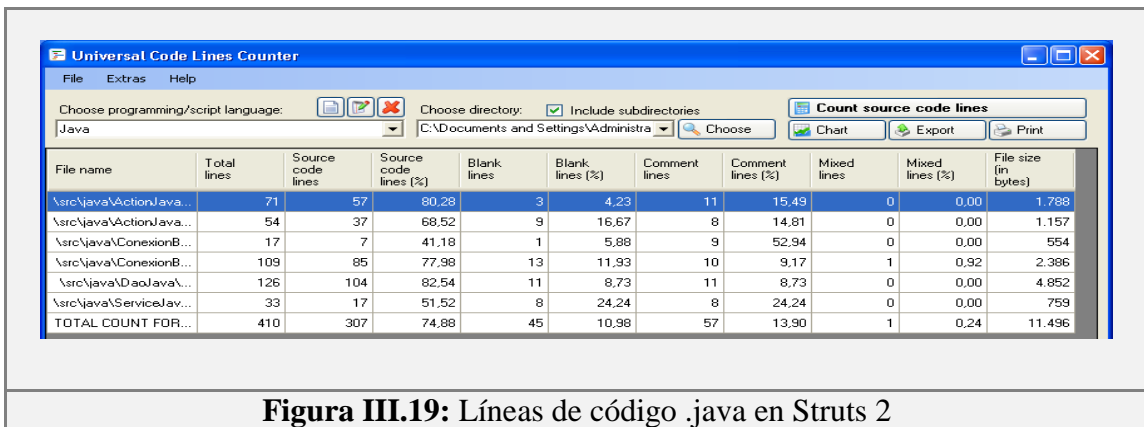 Universal Code Lines Counter
File Extras Help
Choose programming/script language: Choose directory: Include subdirectories Count source code lines
Java C:\Documents and Settings\Administra Choose Chart Export Print
File name Total lines Source code lines Source code lines (%) Blank lines Blank lines (%) Comment lines Comment lines (%) Mixed lines Mixed lines (%) File size (in bytes)
\src\java\ActionJava... 71 57 80,28 3 4,23 11 15,49 0 0,00 1.788
\src\java\ActionJava... 54 37 68,52 9 16,67 8 14,81 0 0,00 1.157
\src\java\ConexionB... 17 7 41,18 1 5,88 9 52,94 0 0,00 554
\src\java\ConexionB... 109 85 77,98 13 11,93 10 9,17 1 0,92 2.386
\src\java\DaoJava\... 126 104 82,54 11 8,73 11 8,73 0 0,00 4.852
\src\java\ServiceJav... 33 17 51,52 8 24,24 8 24,24 0 0,00 759
TOTAL COUNT FOR... 410 307 74,88 45 10,98 57 13,90 1 0,24 11.496
Figura III.19: Líneas de código .java en Struts 2